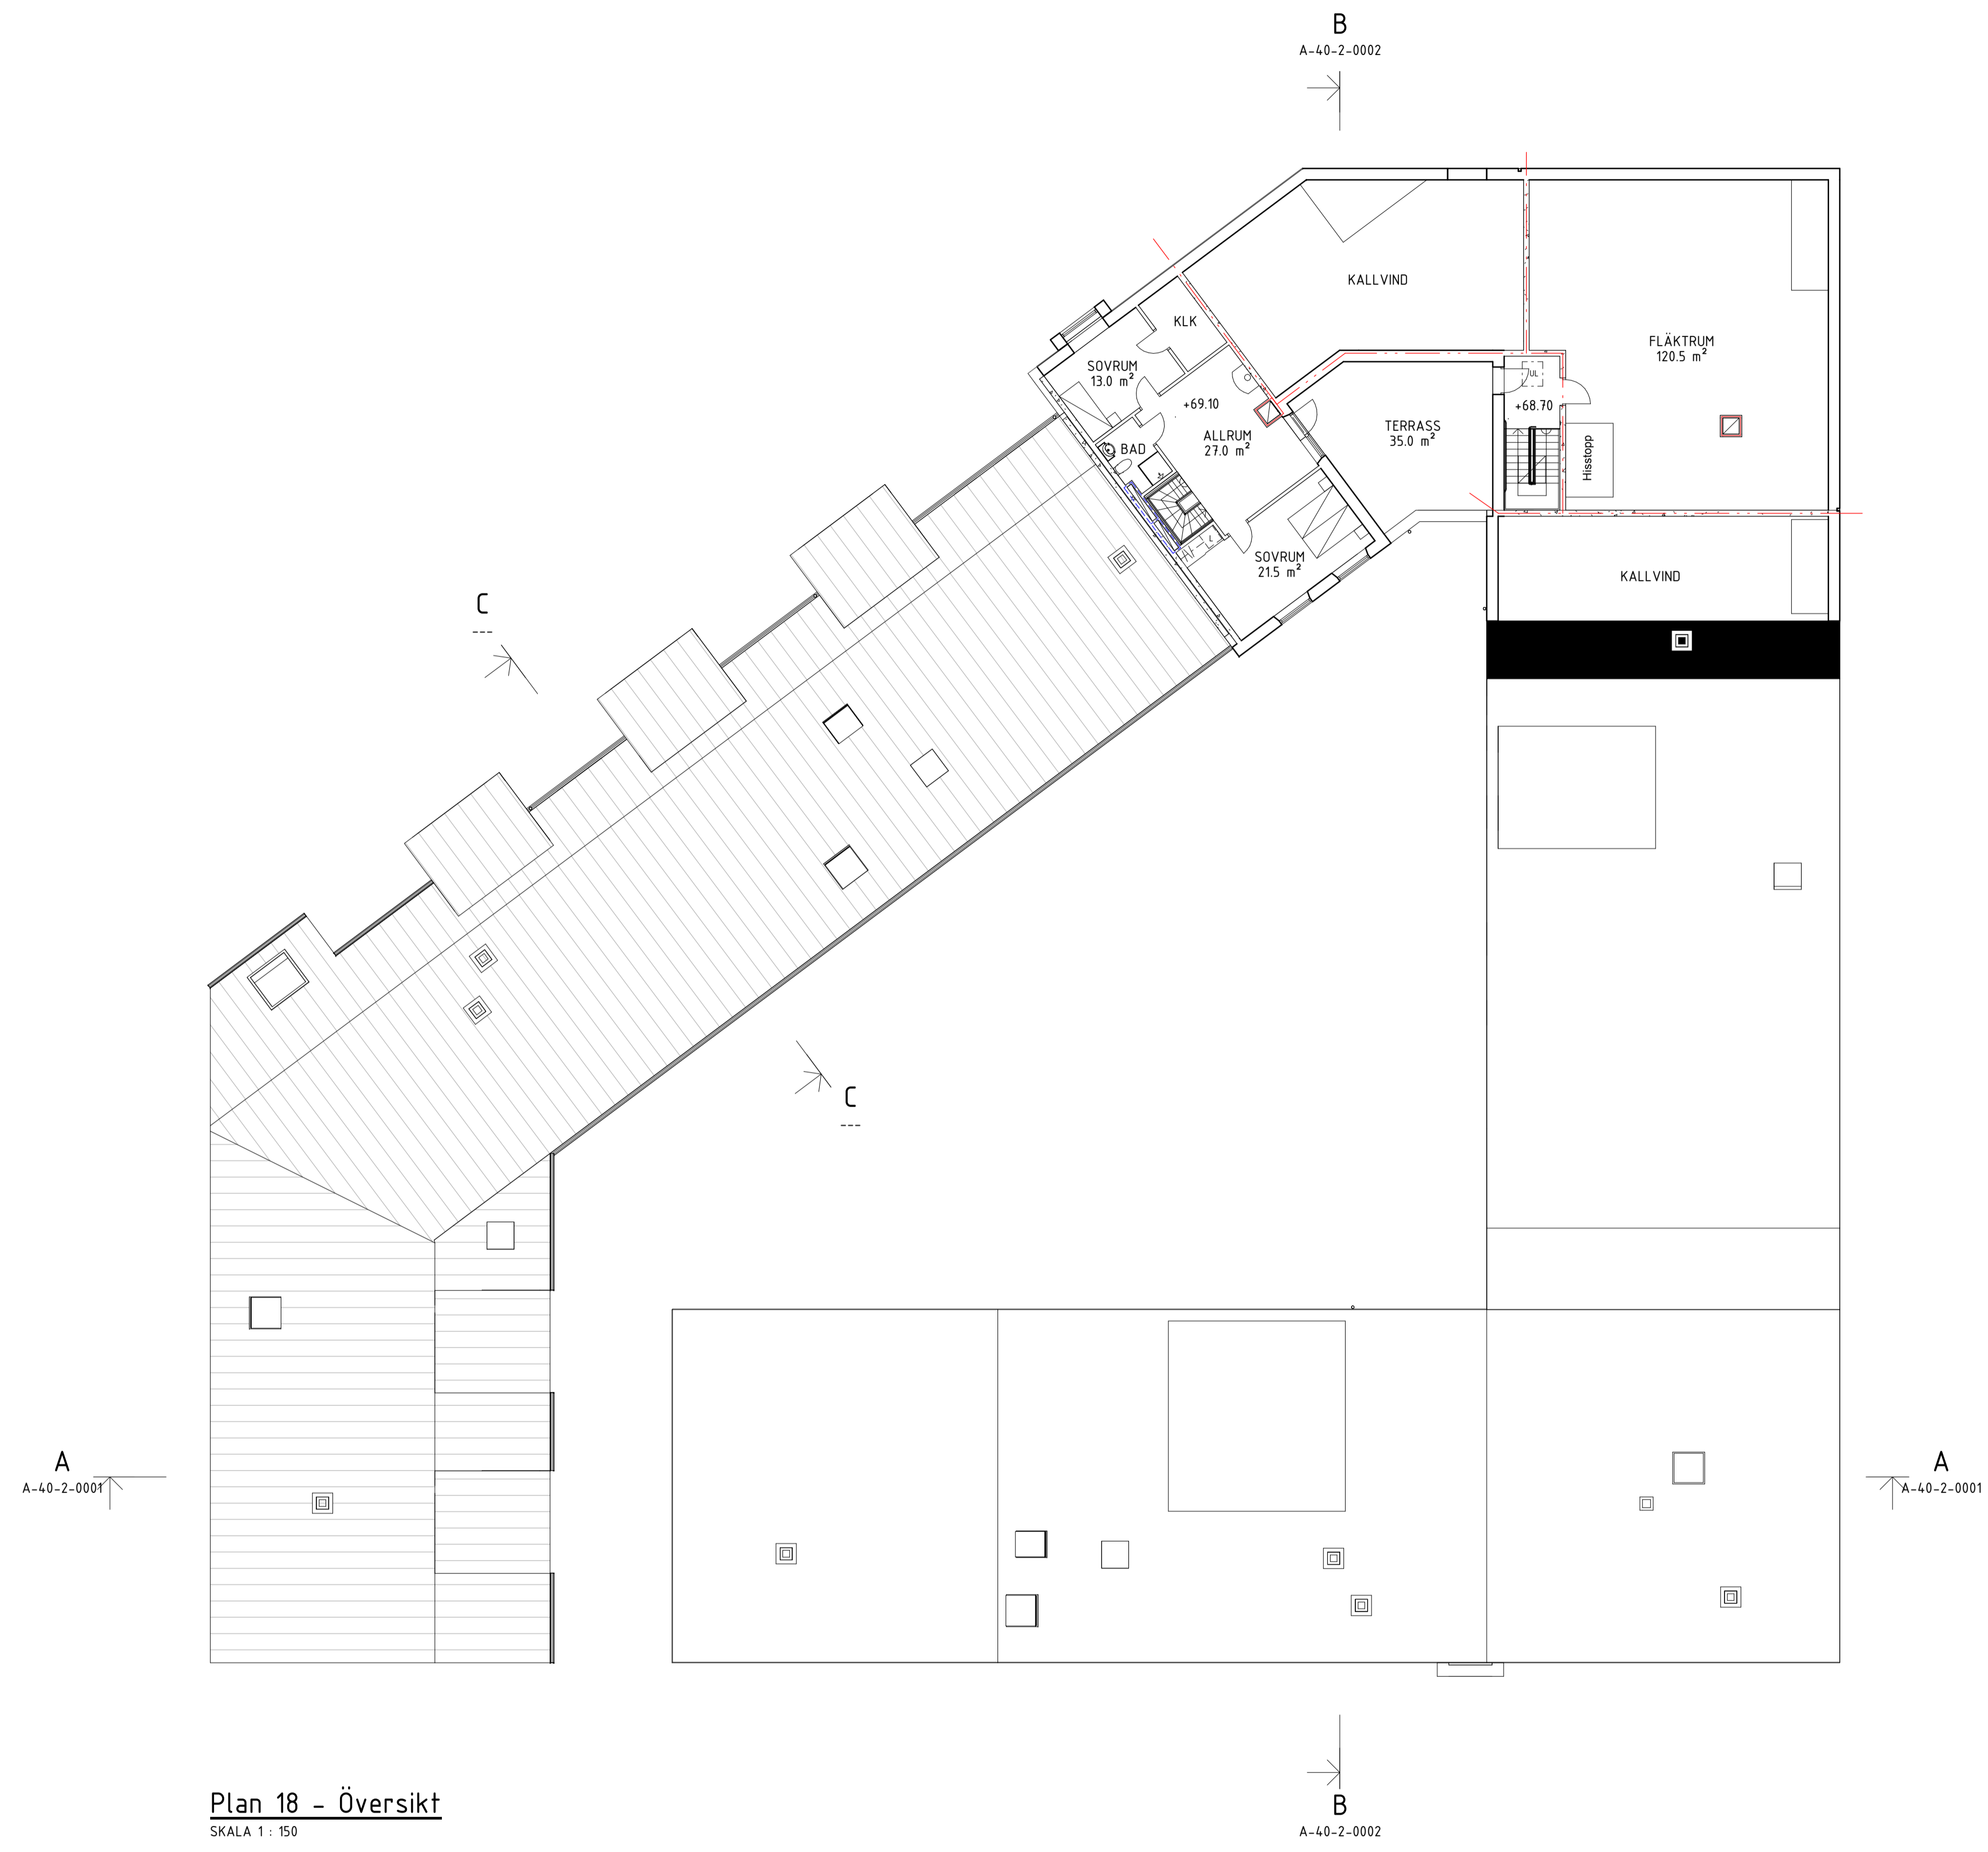 B
A-40-2-0002
KALLVIND
KLK
FLÄKTRUM
120.5 m²
SOVRUM
13.0 m²
UL
+69.10
+68.70
TERRASS
35.0 m²
ALLRUM
27.0 m²
BAD
Hisstopp
L
SOVRUM
21.5 m²
KALLVIND
C
---
C
---
A
A-40-2-0001
A
A-40-2-0001
Plan 18 - Översikt
SKALA 1 : 150
B
A-40-2-0002